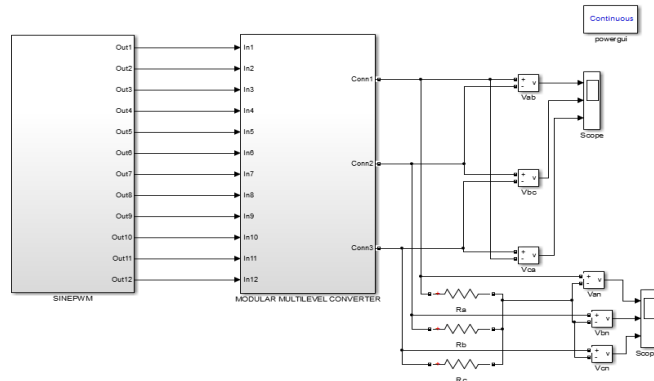 Continuous
powergui
Out1
Out2
Out3
Out4
Out5
Out6
Out7
Out8
Out9
Out10
Out11
Out12
SINEPWM
In1
In2
In3
In4
In5
In6
In7
In8
In9
In10
In11
In12
Conn1
Conn2
Conn3
MODULAR MULTILEVEL CONVERTER
+
-
v
Vab
+
-
v
Vbc
+
-
v
Vca
Scope
+
-
v
Van
+
-
v
Vbn
+
-
v
Vcn
Scop
Ra
Rb
Rc